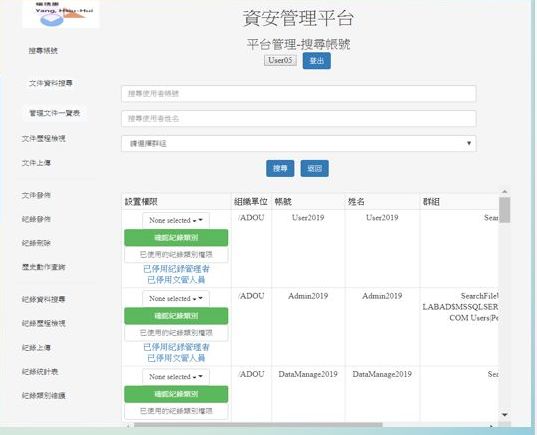 楊琇惠
Yang, Hsiu-Hui
資安管理平台
平台管理-搜尋帳號
User05 登出
搜尋帳號
文件資料搜尋
管理文件一覽表
文件歷程檢視
文件上傳
文件發佈
紀錄發佈
紀錄刪除
歷史動作查詢
紀錄資料搜尋
紀錄歷程檢視
紀錄上傳
紀錄統計表
紀錄類別維護
搜尋使用者帳號
搜尋使用者姓名
請選擇群組
搜尋 返回
設置權限 組織單位 帳號 姓名 群組
None selected /ADOU User2019 User2019 Sear
確認紀錄類別
已使用的紀錄類別權限
已停用紀錄管理者
已停用文管人員
None selected /ADOU Admin2019 Admin2019 SearchFile
確認紀錄類別 LABAD$MSSQLSER
已使用的紀錄類別權限 COM Users|Pe
已停用紀錄管理者
已停用文管人員
None selected /ADOU DataManage2019 DataManage2019 Sear
確認紀錄類別
已使用的紀錄類別權限